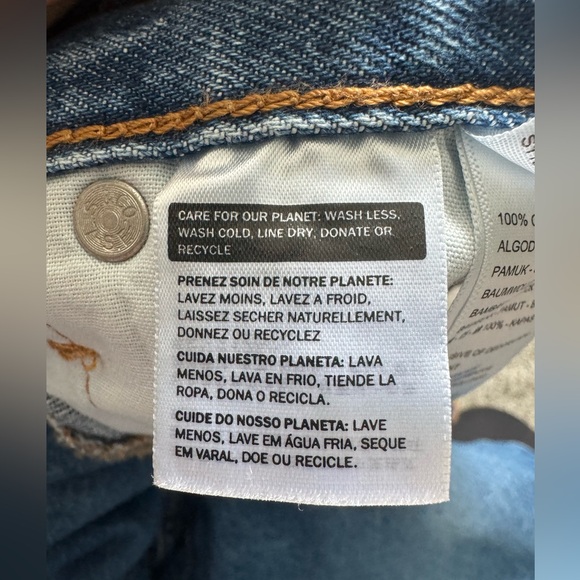 CARE FOR OUR PLANET: WASH LESS,
WASH COLD, LINE DRY, DONATE OR
RECYCLE
PRENEZ SOIN DE NOTRE PLANETE:
LAVEZ MOINS, LAVEZ A FROID,
LAISSEZ SECHER NATURELLEMENT,
DONNEZ OU RECYCLEZ
CUIDA NUESTRO PLANETA: LAVA
MENOS, LAVA EN FRIO, TIENDE LA
ROPA, DONA O RECICLA.
CUIDE DO NOSSO PLANETA: LAVE
MENOS, LAVE EM ÁGUA FRIA, SEQUE
EM VARAL, DOE OU RECICLE.
100%
ALGOD
PAMUK